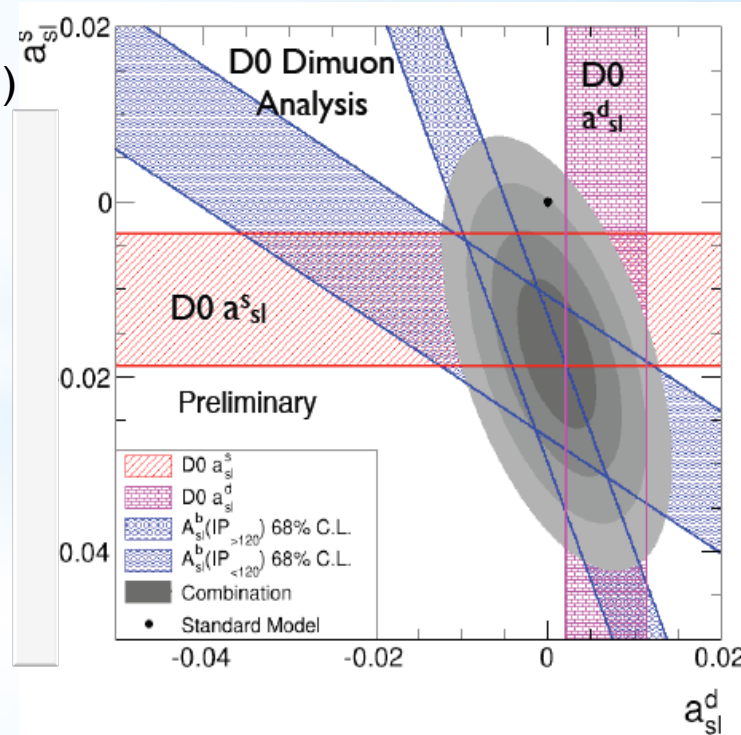 a^s_sl
)
0.02
0
0.02
0.04
D0 Dimuon
Analysis
D0
a^d_sl
D0 a^s_sl
Preliminary
D0 a^s_sl
D0 a^d_sl
A^b_sl(IP_>120) 68% C.L.
A^b_sl(IP_<120) 68% C.L.
Combination
Standard Model
-0.04 -0.02 0 0.02
a^d_sl